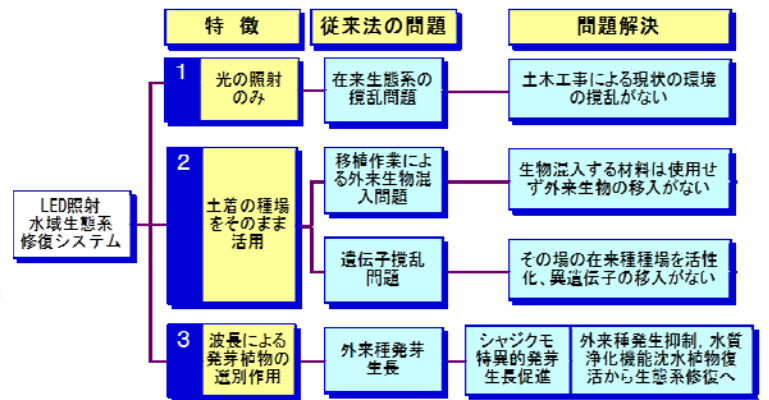 特 徴
従来法の問題
問題解決
1
光の照射
のみ
在来生態系の
撹乱問題
土木工事による現状の環境
の撹乱がない
LED照射
水域生態系
修復システム
2
土着の種場
をそのまま
活用
移植作業によ
る外来生物混
入問題
生物混入する材料は使用せ
ず外来生物の移入がない
遺伝子撹乱
問題
その場の在来種種場を活性
化、異遺伝子の移入がない
3
波長による
発芽植物の
選別作用
外来種発芽
生長
シャジクモ
特異的発芽
生長促進
外来種発生抑制，水質
浄化機能沈水植物復
活から生態系修復へ